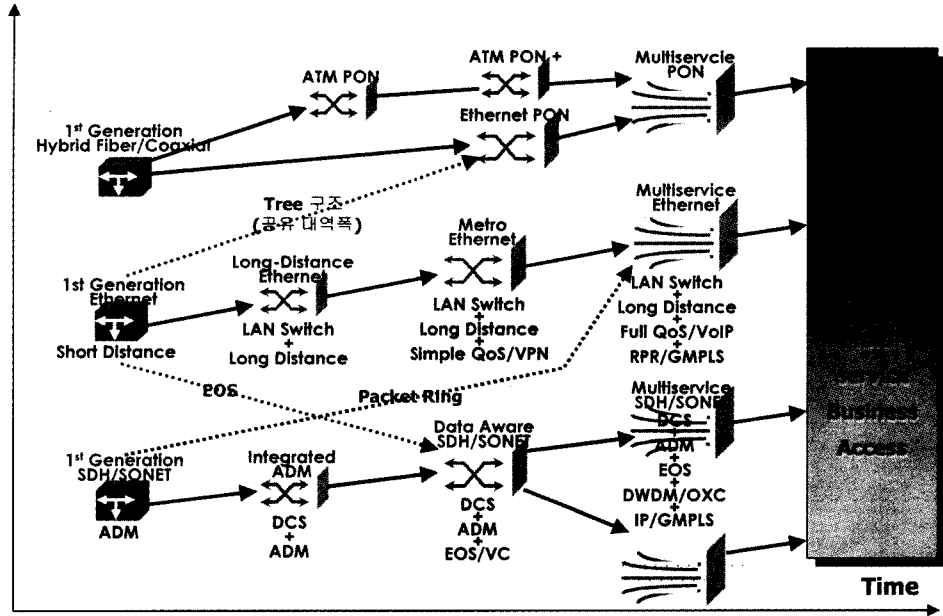 ATM PON
ATM PON +
Multiservcie
PON
1st Generation
Hybrid Fiber/Coaxial
Ethernet PON
Tree 구조
(공유 대역폭)
Multiservice
Ethernet
Metro
Ethernet
Long-Distance
Ethernet
1st Generation
Ethernet
Short Distance
LAN Switch
+
Long Distance
LAN Switch
+
Long Distance
+
Simple QoS/VPN
LAN Switch
+
Long Distance
+
Full QoS/VoIP
+
RPR/GMPLS
EOS
Packet Ring
Multiservice
SDH/SONET
DCS
+
ADM
+
EOS
+
DWDM/OXC
+
IP/GMPLS
Data Aware
SDH/SONET
DCS
+
ADM
+
EOS/VC
Integrated
ADM
DCS
+
ADM
1st Generation
SDH/SONET
ADM
Business
Access
Time